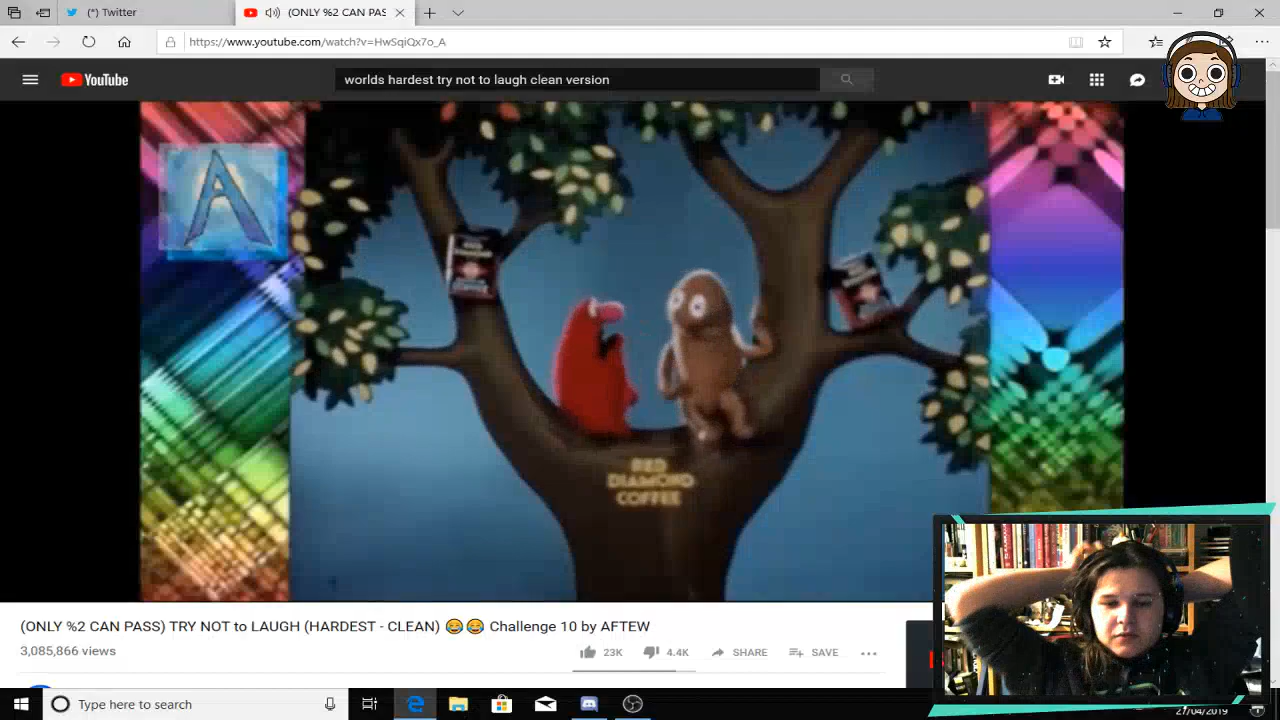 (*) Twitter
(ONLY %2 CAN PAS
https://www.youtube.com/watch?v=HwSqiQx7o_A
YouTube
worlds hardest try not to laugh clean version
A
RED
DIAMOND
COFFEE
(ONLY %2 CAN PASS) TRY NOT to LAUGH (HARDEST - CLEAN) 😂😂 Challenge 10 by AFTEW
3,085,866 views
23K
4.4K
SHARE
SAVE
Type here to search
21/04/2019